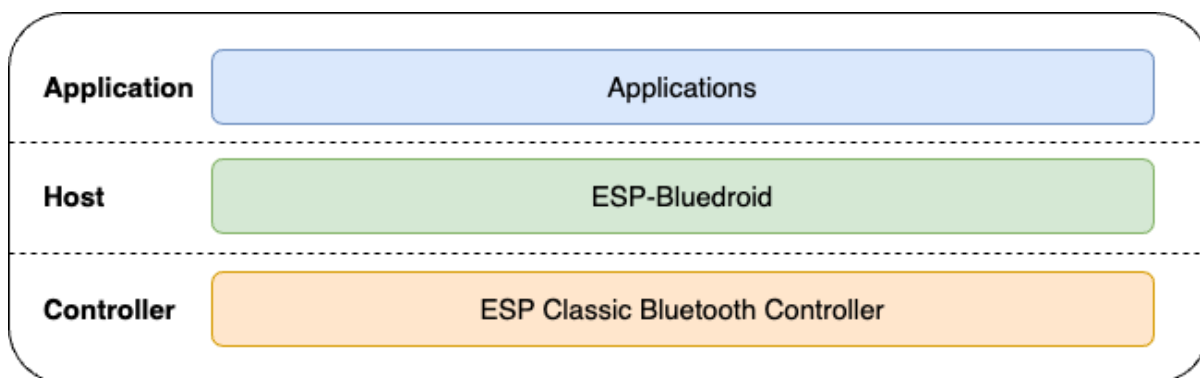 Application
Applications
Host
ESP-Bluedroid
Controller
ESP Classic Bluetooth Controller